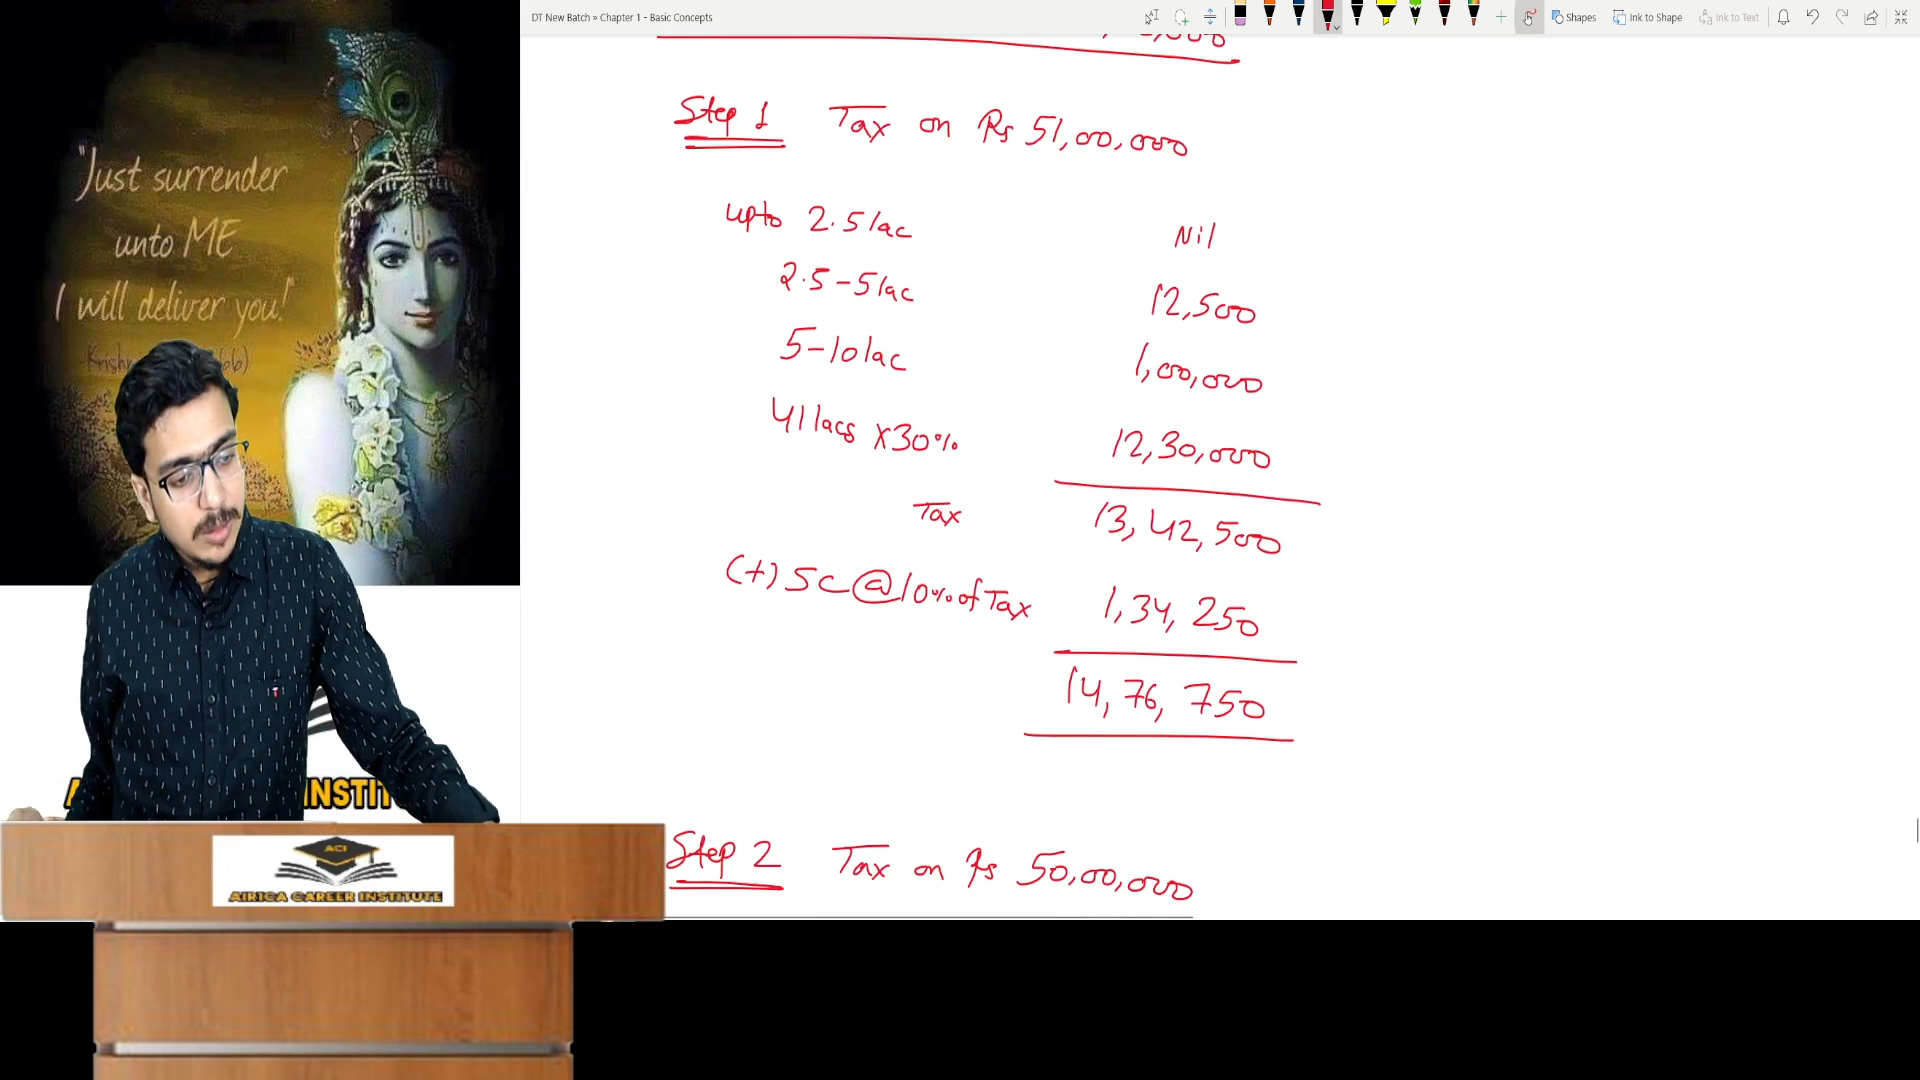 DT New Batch » Chapter 1 - Basic Concepts
Shapes Ink to Shape Ink to Text
Step 1 Tax on Rs 51,00,000
upto 2.5 lac Nil
2.5-5 lac 12,500
5-10 lac 1,00,000
41 lacs x30% 12,30,000
Tax 13,42,500
(+) SC @10% of Tax 1,34,250
14,76,750
Step 2 Tax on Rs 50,00,000
"Just surrender
unto ME
I will deliver you!"
INSTIT
ACI
AIRICA CAREER INSTITUTE